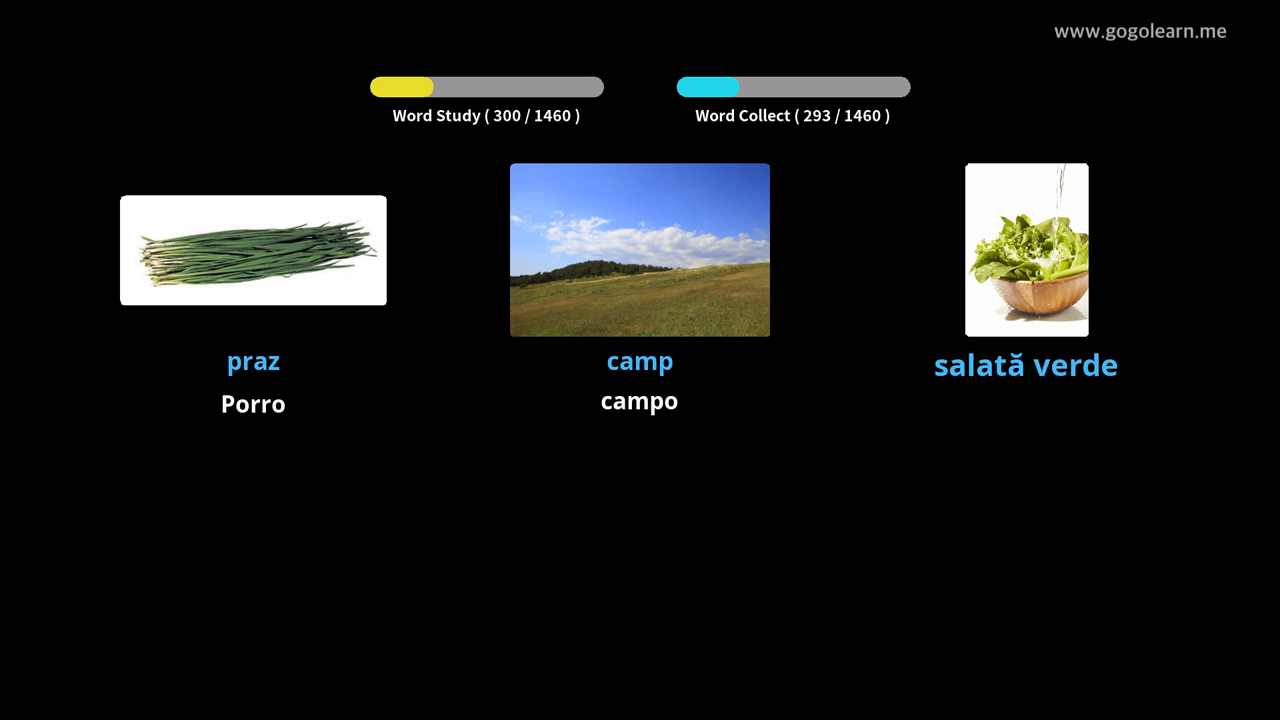 www.gogolearn.me
Word Study ( 300 / 1460 )
Word Collect ( 293 / 1460 )
praz
Porro
camp
campo
salată verde